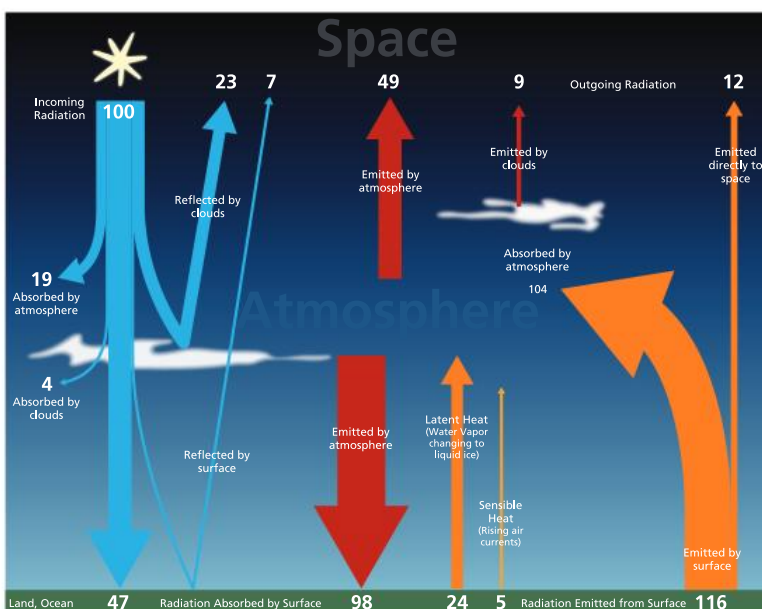 Space
23
7
49
9
Outgoing Radiation
12
Incoming
Radiation
100
Emitted by
atmosphere
Emitted by
clouds
Emitted
directly to
space
Reflected by
clouds
19
Absorbed by
atmosphere
Absorbed by
atmosphere
104
Atmosphere
4
Absorbed by
clouds
Reflected by
surface
Emitted by
atmosphere
Latent Heat
(Water Vapor
changing to
liquid ice)
Sensible
Heat
(Rising air
currents)
Emitted by
surface
Land, Ocean
47
Radiation Absorbed by Surface
98
24
5
Radiation Emitted from Surface
116